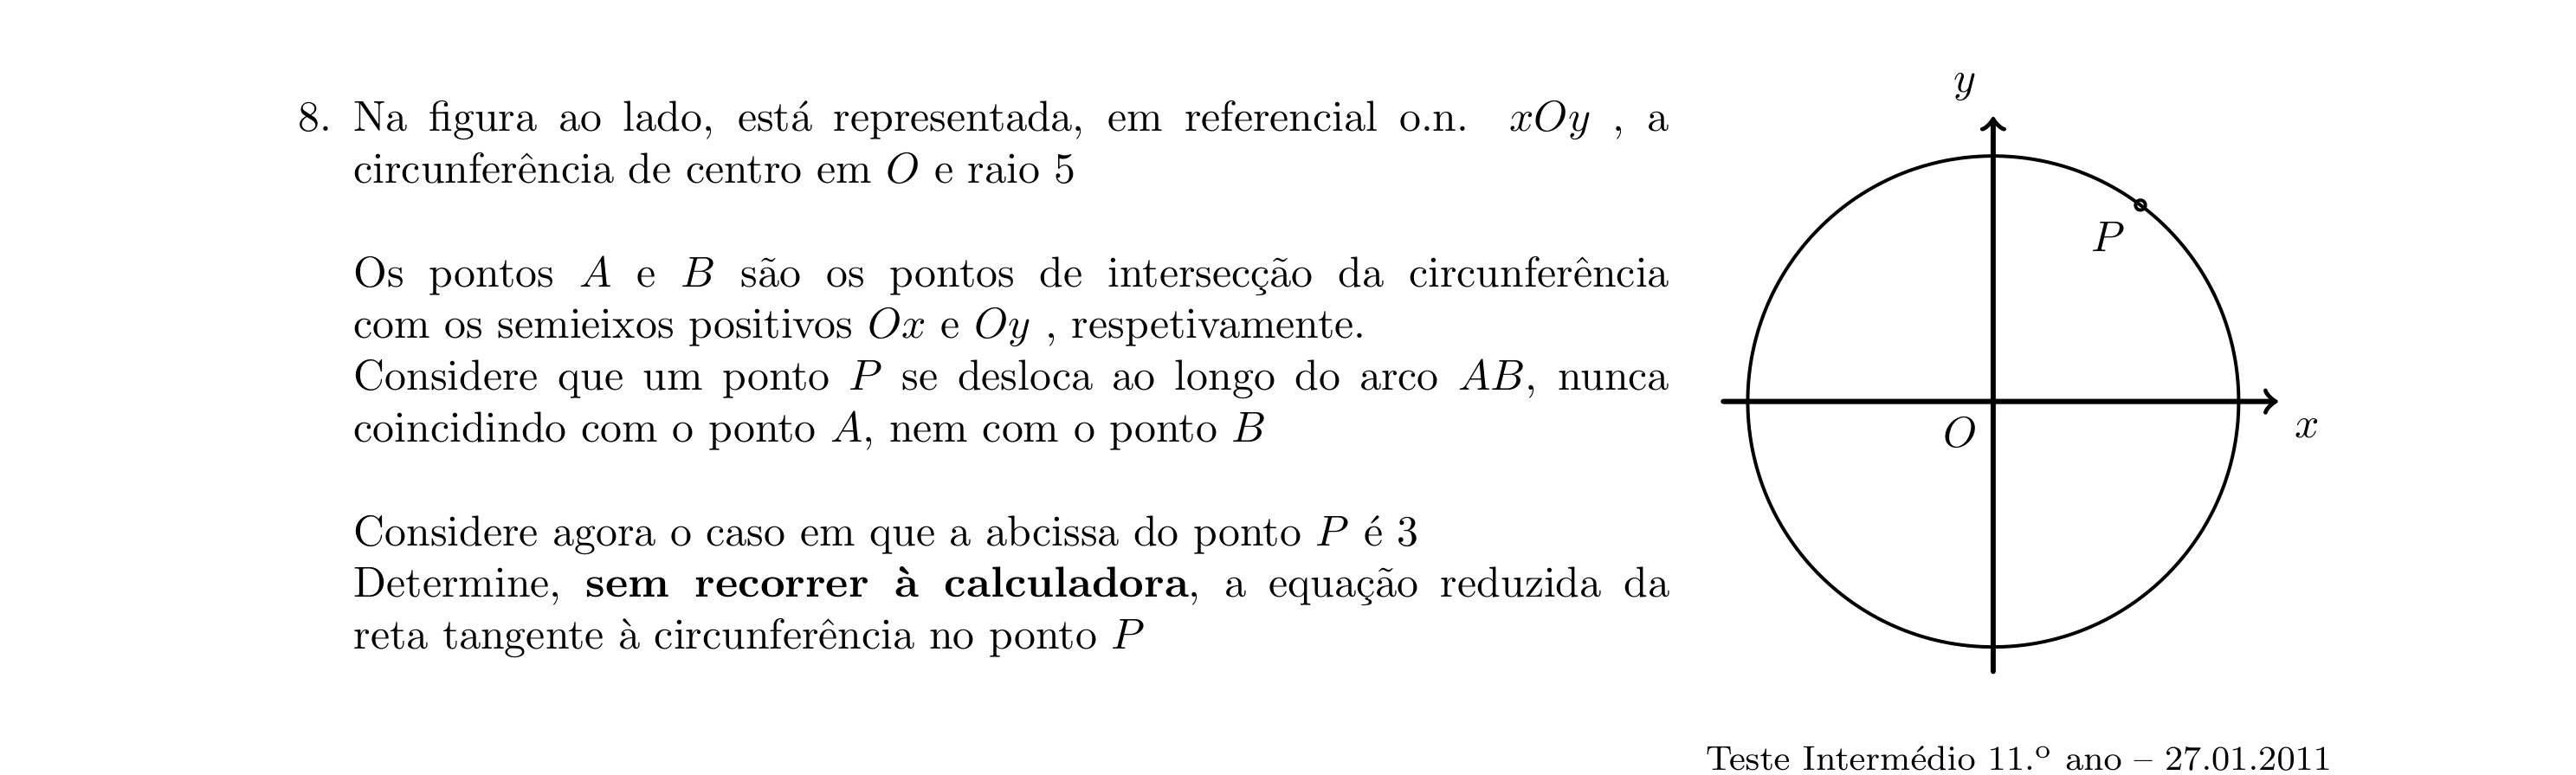 8. Na figura ao lado, está representada, em referencial o.n. xOy , a
circunferência de centro em O e raio 5
Os pontos A e B são os pontos de intersecção da circunferência
com os semieixos positivos Ox e Oy , respetivamente.
Considere que um ponto P se desloca ao longo do arco AB, nunca
coincidindo com o ponto A, nem com o ponto B
Considere agora o caso em que a abcissa do ponto P é 3
Determine, sem recorrer à calculadora, a equação reduzida da
reta tangente à circunferência no ponto P
y
P
O
x
Teste Intermédio 11.º ano – 27.01.2011